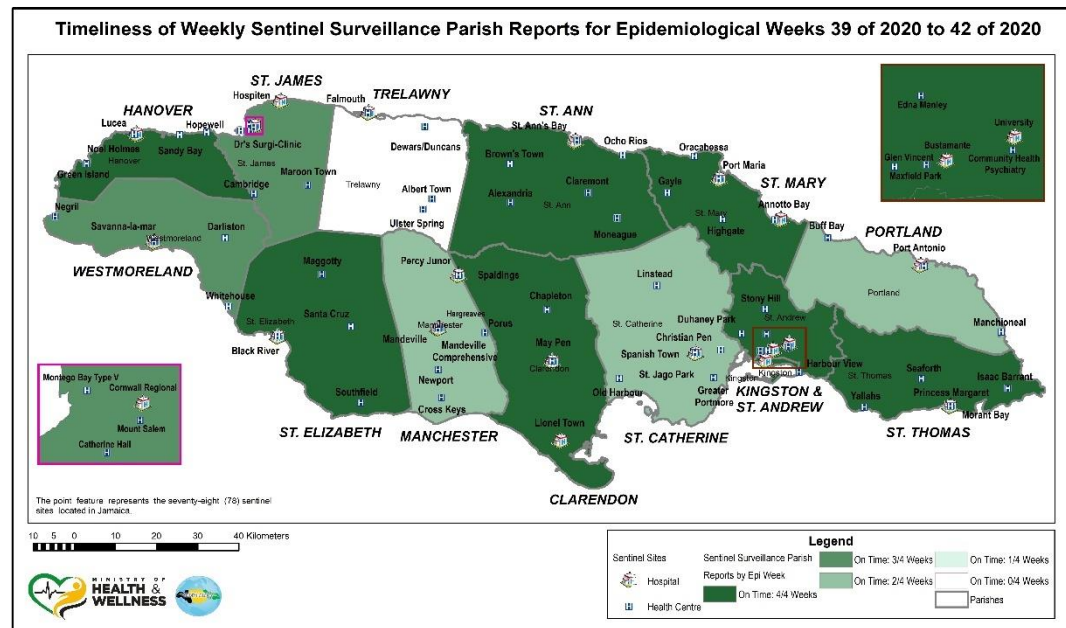 Timeliness of Weekly Sentinel Surveillance Parish Reports for Epidemiological Weeks 39 of 2020 to 42 of 2020
ST. JAMES
Hospiten
TRELAWNY
Falmouth
HANOVER
Lucea
Hopewell
Noel Holmes
Hanover
Sandy Bay
Green Island
Dr's Surgi-Clinic
St. James
Maroon Town
Cambridge
Dewars/Duncans
Trelawny
Albert Town
Ulster Spring
ST. ANN
St. Ann's Bay
Ocho Rios
Brown's Town
Alexandria
Claremont
St. Ann
Moneague
Oracabessa
Port Maria
Gayle
ST. MARY
St. Mary
Highgate
Annotto Bay
Buff Bay
PORTLAND
Port Antonio
Portland
Manchioneal
Edna Manley
University
Bustamante
Glen Vincent
Community Health
Psychiatry
Maxfield Park
Negril
Savanna-la-mar
Darliston
Westmoreland
WESTMORELAND
Whitehouse
Maggotty
St. Elizabeth
Santa Cruz
Black River
Southfield
ST. ELIZABETH
Percy Junor
Spaldings
Hargreaves
Manchester
Mandeville
Porus
Mandeville
Comprehensive
Newport
Cross Keys
MANCHESTER
Chapleton
May Pen
Clarendon
Lionel Town
CLARENDON
Linstead
St. Catherine
Duhaney Park
Christian Pen
Spanish Town
St. Jago Park
Old Harbour
Greater
Portmore
ST. CATHERINE
Stony Hill
St. Andrew
Kingston
Kingston
Harbour View
KINGSTON &
ST. ANDREW
St. Thomas
Seaforth
Isaac Barrant
Princess Margaret
Yallahs
Morant Bay
ST. THOMAS
Montego Bay Type V
Cornwall Regional
Mount Salem
Catherine Hall
The point feature represents the seventy-eight (78) sentinel
sites located in Jamaica.
10 5 0 10 20 30 40 Kilometers
MINISTRY OF
HEALTH &
WELLNESS
Legend
Sentinel Sites
Hospital
Health Centre
Sentinel Surveillance Parish
Reports by Epi Week
On Time: 4/4 Weeks
On Time: 3/4 Weeks
On Time: 2/4 Weeks
On Time: 1/4 Weeks
On Time: 0/4 Weeks
Parishes